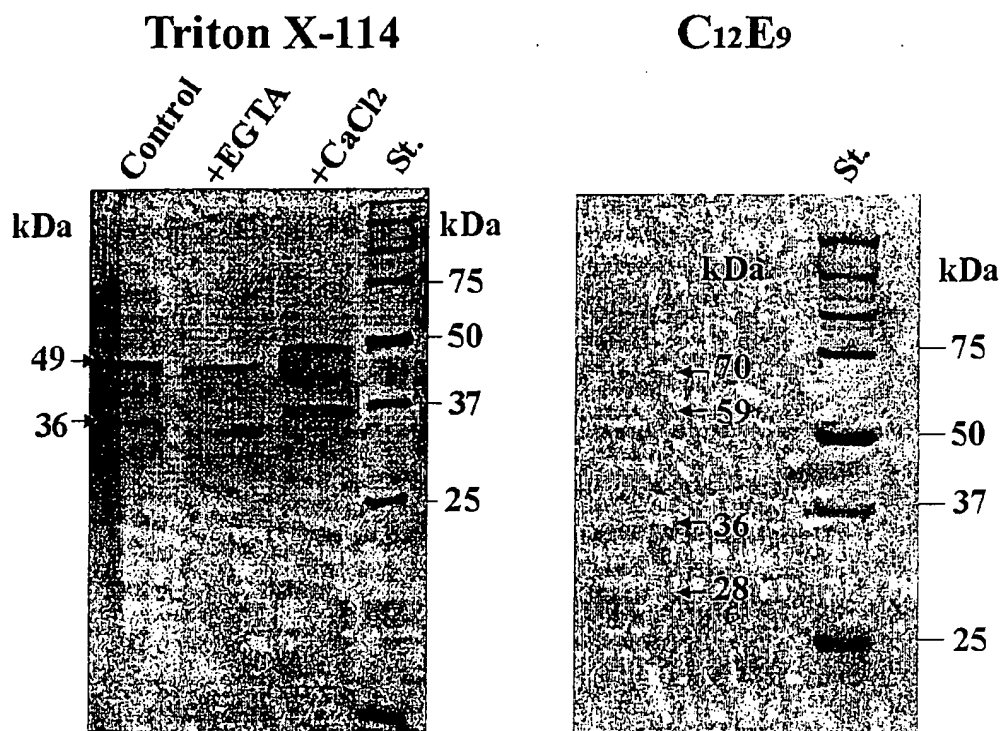 Triton X-114
C12E9
Control
+EGTA
+CaCl2
St.
St.
kDa
kDa
kDa
kDa
75
50
37
25
49
36
70
59
36
28
75
50
37
25